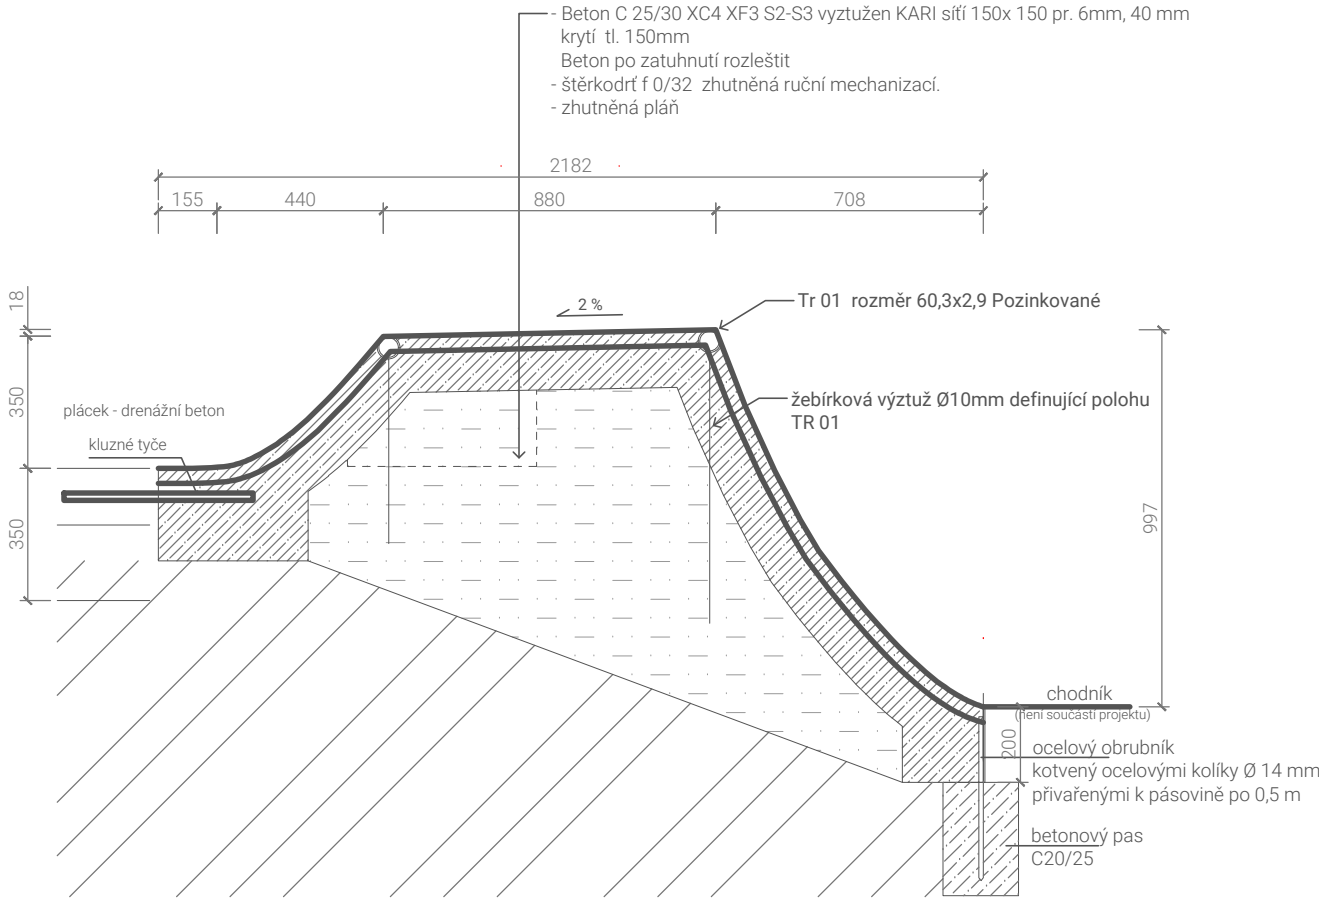 - Beton C 25/30 XC4 XF3 S2-S3 vyztužen KARI sítí 150x 150 pr. 6mm, 40 mm
krytí tl. 150mm
Beton po zatuhnutí rozleštit
- štěrkodrť f 0/32 zhutněná ruční mechanizací.
- zhutněná pláň
2182
155
440
880
708
18
2 %
Tr 01 rozměr 60,3x2,9 Pozinkované
350
plácek - drenážní beton
žebírková výztuž Ø10mm definující polohu
TR 01
kluzné tyče
350
997
chodník
(není součástí projektu)
200
ocelový obrubník
kotvený ocelovými kolíky Ø 14 mm
přivařenými k pásovině po 0,5 m
betonový pas
C20/25